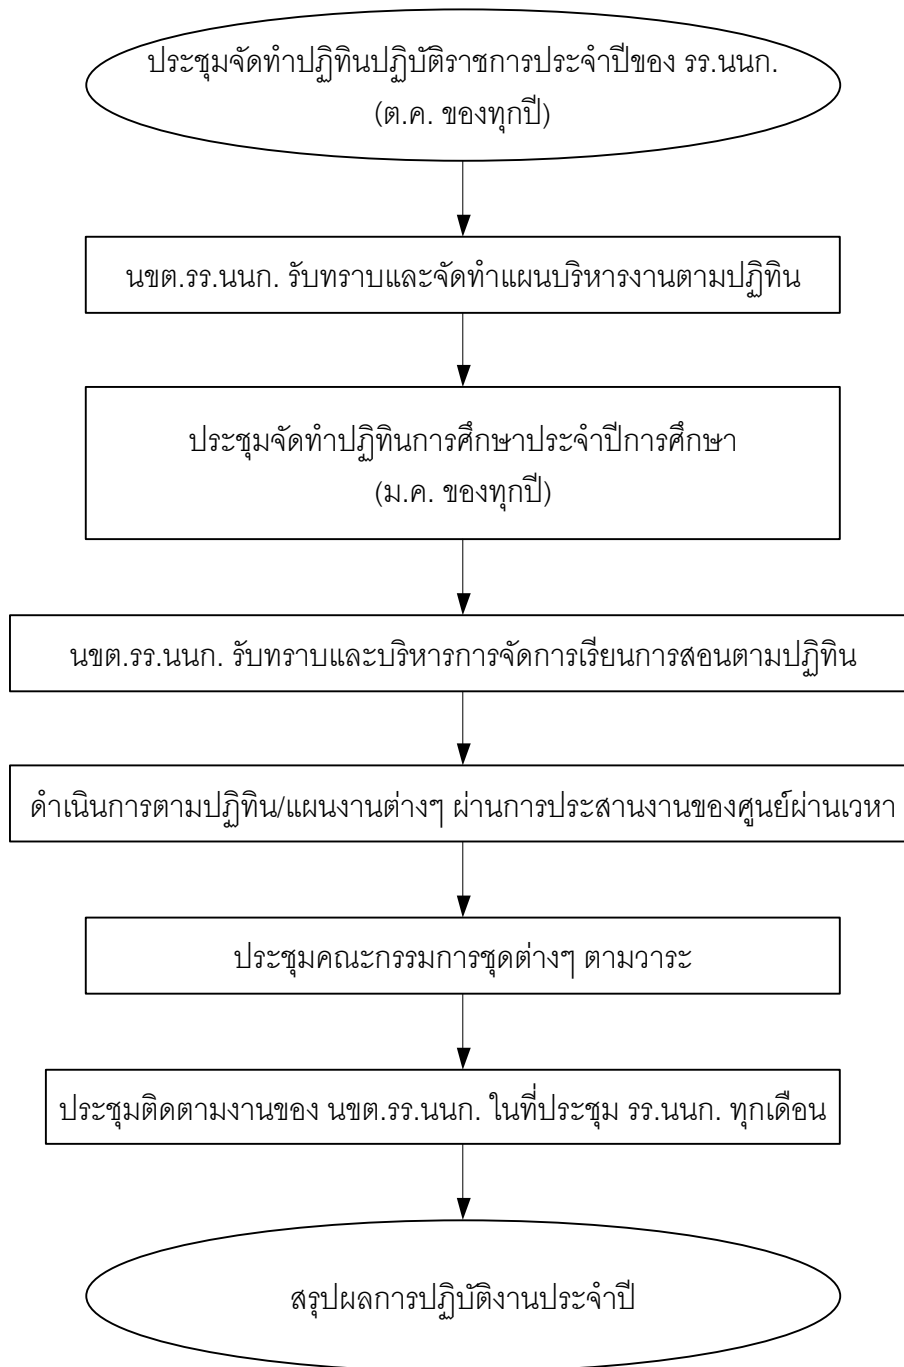 ประชุมจัดทำปฏิทินปฏิบัติราชการประจำปีของ รร.นนก.
(ต.ค. ของทุกปี)
นขต.รร.นนก. รับทราบและจัดทำแผนบริหารงานตามปฏิทิน
ประชุมจัดทำปฏิทินการศึกษาประจำปีการศึกษา
(ม.ค. ของทุกปี)
นขต.รร.นนก. รับทราบและบริหารการจัดการเรียนการสอนตามปฏิทิน
ดำเนินการตามปฏิทิน/แผนงานต่างๆ ผ่านการประสานงานของศูนย์ผ่านเวหา
ประชุมคณะกรรมการชุดต่างๆ ตามวาระ
ประชุมติดตามงานของ นขต.รร.นนก. ในที่ประชุม รร.นนก. ทุกเดือน
สรุปผลการปฏิบัติงานประจำปี